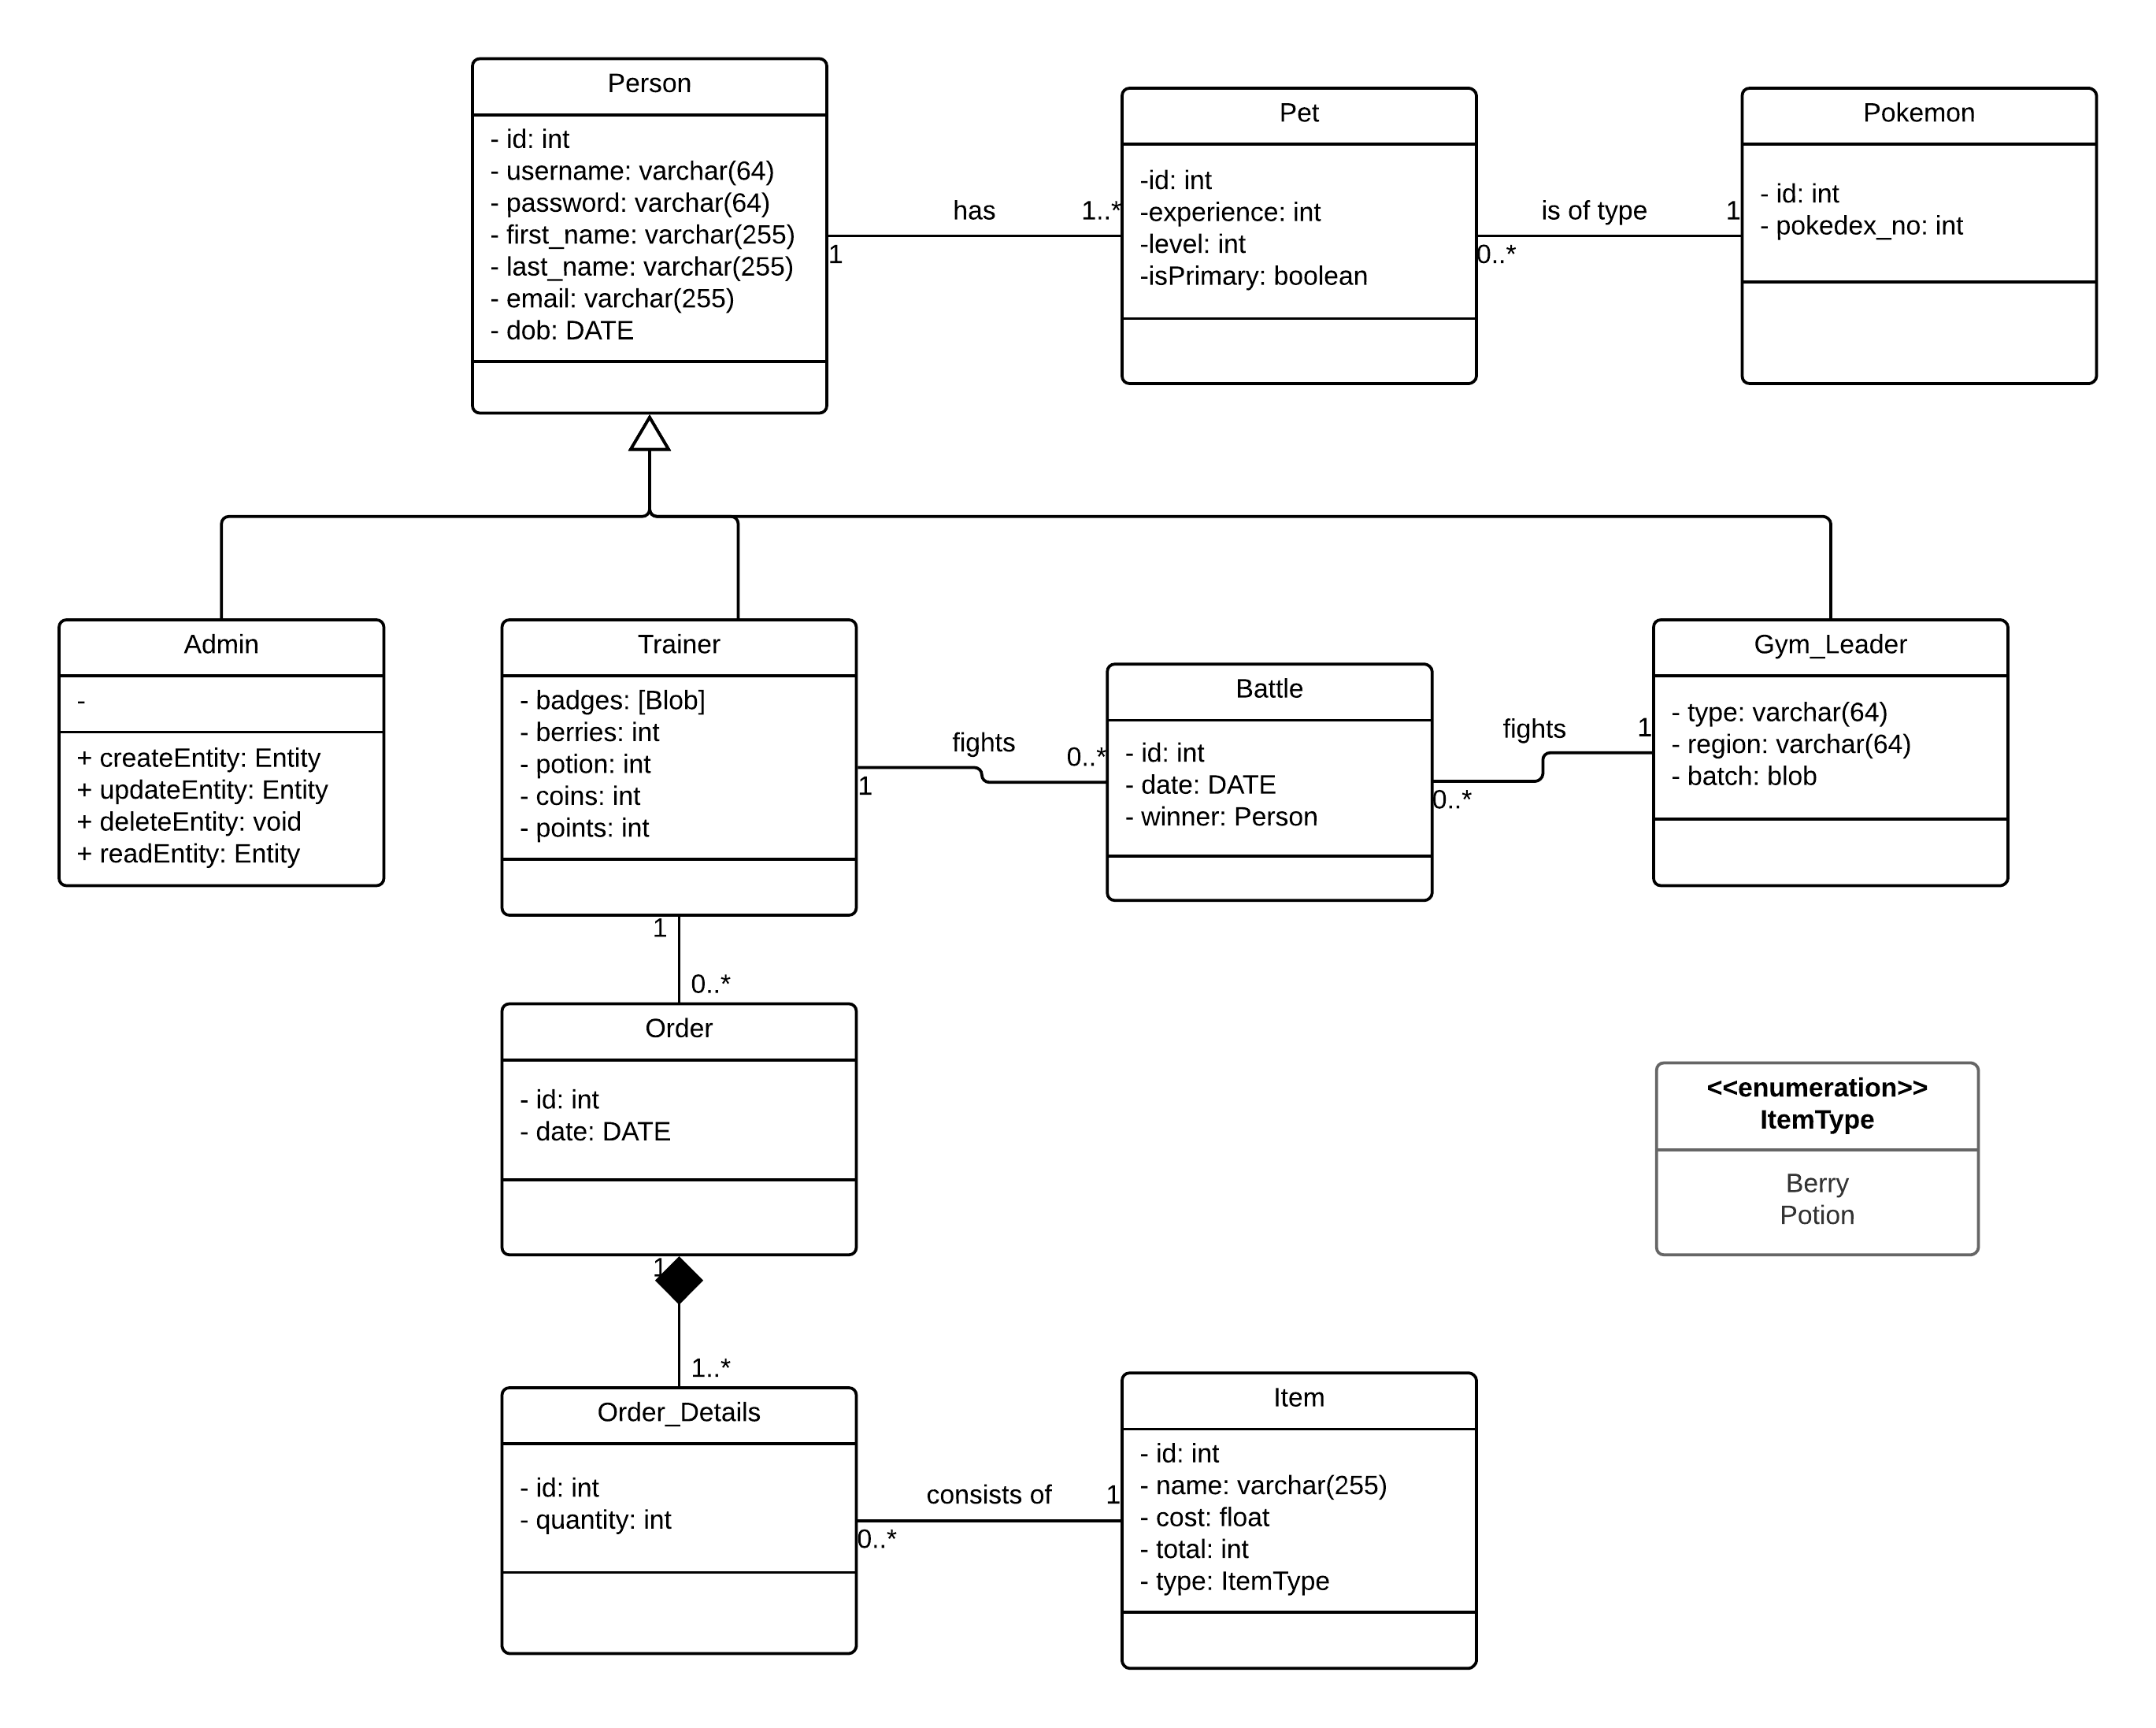 Person
- id: int
- username: varchar(64)
- password: varchar(64)
- first_name: varchar(255)
- last_name: varchar(255)
- email: varchar(255)
- dob: DATE
has
1..*
1
Pet
-id: int
-experience: int
-level: int
-isPrimary: boolean
is of type
1
0..*
Pokemon
- id: int
- pokedex_no: int
Admin
-
+ createEntity: Entity
+ updateEntity: Entity
+ deleteEntity: void
+ readEntity: Entity
Trainer
- badges: [Blob]
- berries: int
- potion: int
- coins: int
- points: int
fights
0..*
1
Battle
- id: int
- date: DATE
- winner: Person
fights
1
0..*
Gym_Leader
- type: varchar(64)
- region: varchar(64)
- batch: blob
1
0..*
Order
- id: int
- date: DATE
<<enumeration>>
ItemType
Berry
Potion
1
1..*
Order_Details
- id: int
- quantity: int
consists of
1
0..*
Item
- id: int
- name: varchar(255)
- cost: float
- total: int
- type: ItemType